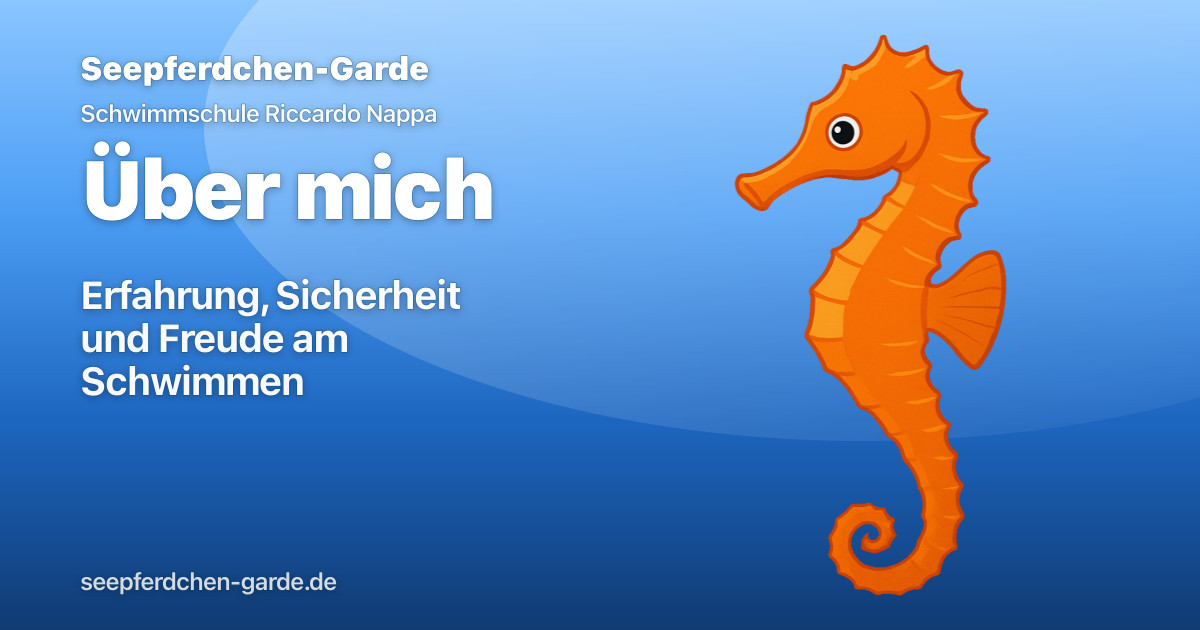 Seepferdchen-Garde
Schwimmschule Riccardo Nappa
Über mich
Erfahrung, Sicherheit
und Freude am
Schwimmen
seepferdchen-garde.de